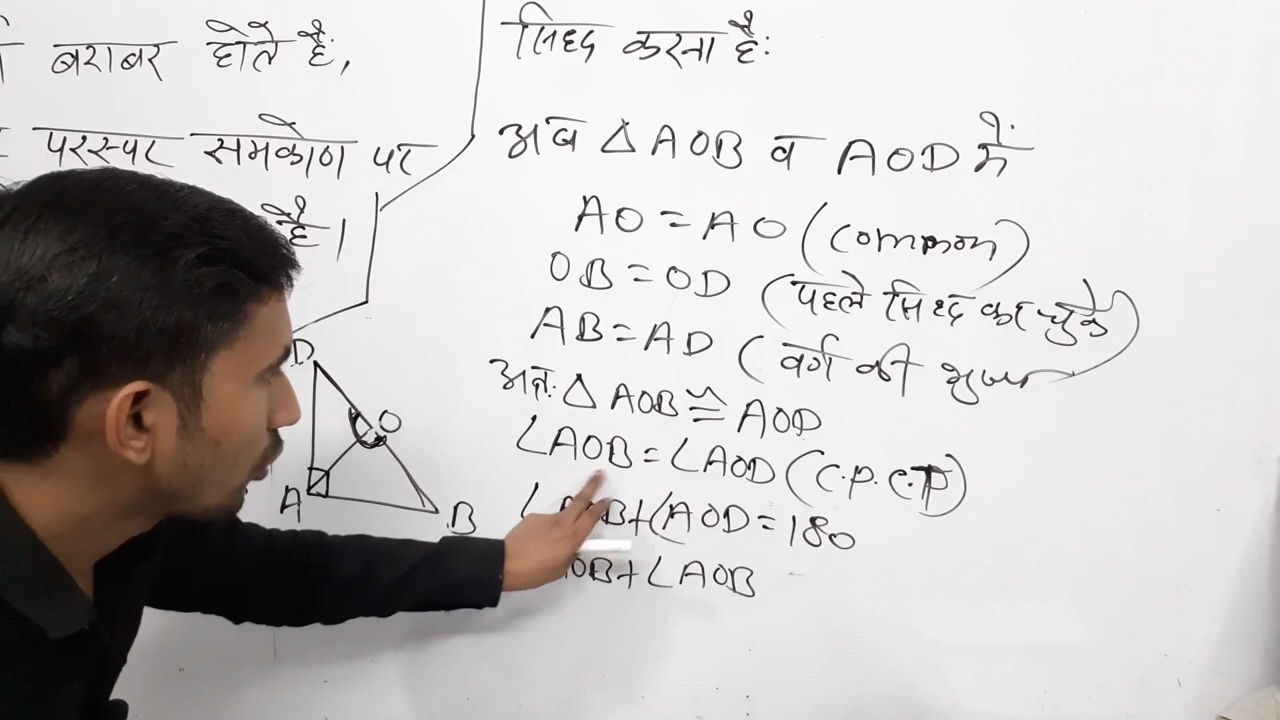 बराबर होते हैं,
परस्पर समकोण पर
है।
सिध्द करना है:
अब △AOB व AOD में
AO = AO (common)
OB = OD (पहले सिध्द कर चुके)
AB = AD (वर्ग की भुजा
अतः △AOB ≅ AOD
∠AOB = ∠AOD (C.P.C.T)
∠AOB + ∠AOD = 180
AOB + ∠AOB
D
O
A
B